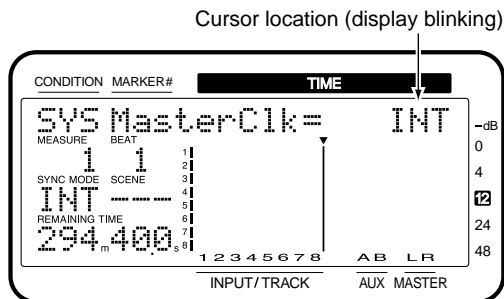 Cursor location (display blinking)
CONDITION MARKER# TIME
SYS MasterClk= INT
MEASURE BEAT
1 1
SYNC MODE SCENE
INT ---
REMAINING TIME
294m400s
1
2
3
4
5
6
7
8
1 2 3 4 5 6 7 8 A B L R
INPUT/TRACK AUX MASTER
–dB
0
4
12
24
48